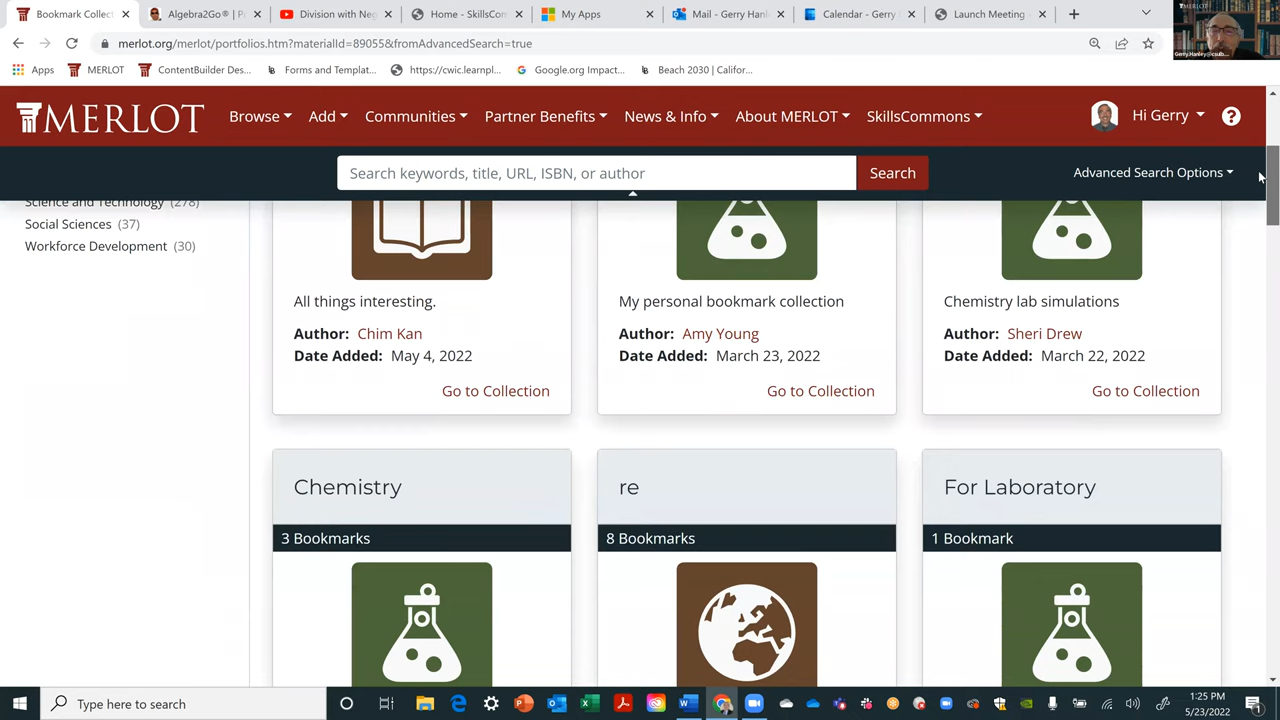 Bookmark Collect
Algebra2Go® | P
Division with Neg
Home - SkillsCom
My Apps
Mail - Gerry Hanl
Calendar - Gerry
Launch Meeting
merlot.org/merlot/portfolios.htm?materialId=89055&fromAdvancedSearch=true
Apps
MERLOT
ContentBuilder Des...
Forms and Templat...
https://cwic.learnpl...
Google.org Impact...
Beach 2030 | Califor...
MERLOT
Gerry.Hanley@csulb....
MERLOT
Browse
Add
Communities
Partner Benefits
News & Info
About MERLOT
SkillsCommons
Hi Gerry
?
Search keywords, title, URL, ISBN, or author
Search
Advanced Search Options
Science and Technology (278)
Social Sciences (37)
Workforce Development (30)
All things interesting.
Author: Chim Kan
Date Added: May 4, 2022
Go to Collection
My personal bookmark collection
Author: Amy Young
Date Added: March 23, 2022
Go to Collection
Chemistry lab simulations
Author: Sheri Drew
Date Added: March 22, 2022
Go to Collection
Chemistry
3 Bookmarks
re
8 Bookmarks
For Laboratory
1 Bookmark
Type here to search
1:25 PM
5/23/2022
1